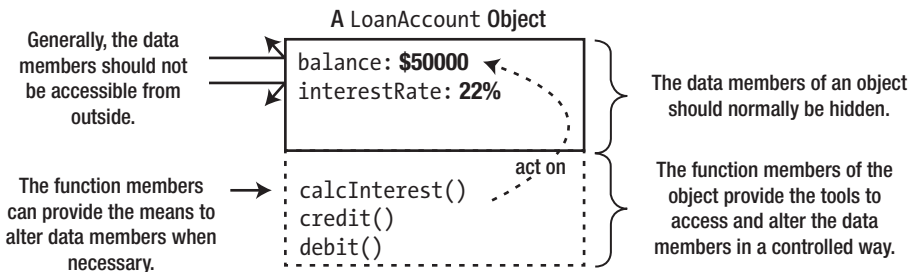 A LoanAccount Object
Generally, the data
members should not
be accessible from
outside.
balance: $50000
interestRate: 22%
The data members of an object
should normally be hidden.
act on
The function members
can provide the means to
alter data members when
necessary.
calcInterest()
credit()
debit()
The function members of the
object provide the tools to
access and alter the data
members in a controlled way.